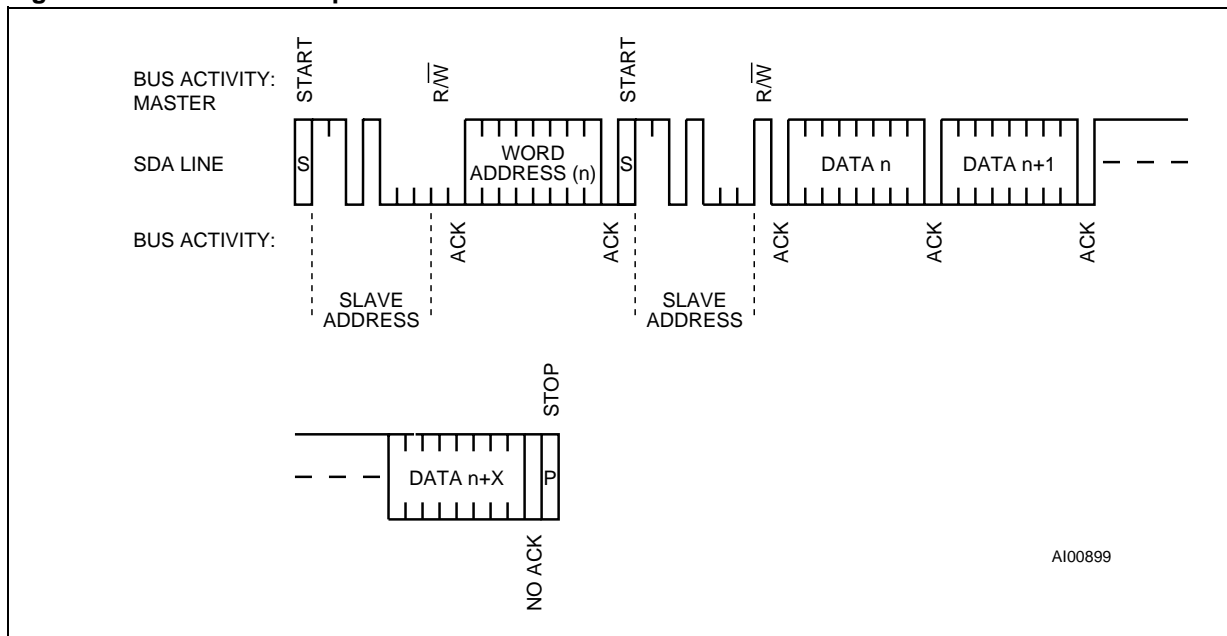 START
R/W
START
R/W
BUS ACTIVITY:
MASTER
SDA LINE
S
WORD
ADDRESS (n)
S
DATA n
DATA n+1
BUS ACTIVITY:
ACK
ACK
ACK
ACK
ACK
SLAVE
ADDRESS
SLAVE
ADDRESS
STOP
DATA n+X
P
NO ACK
AI00899